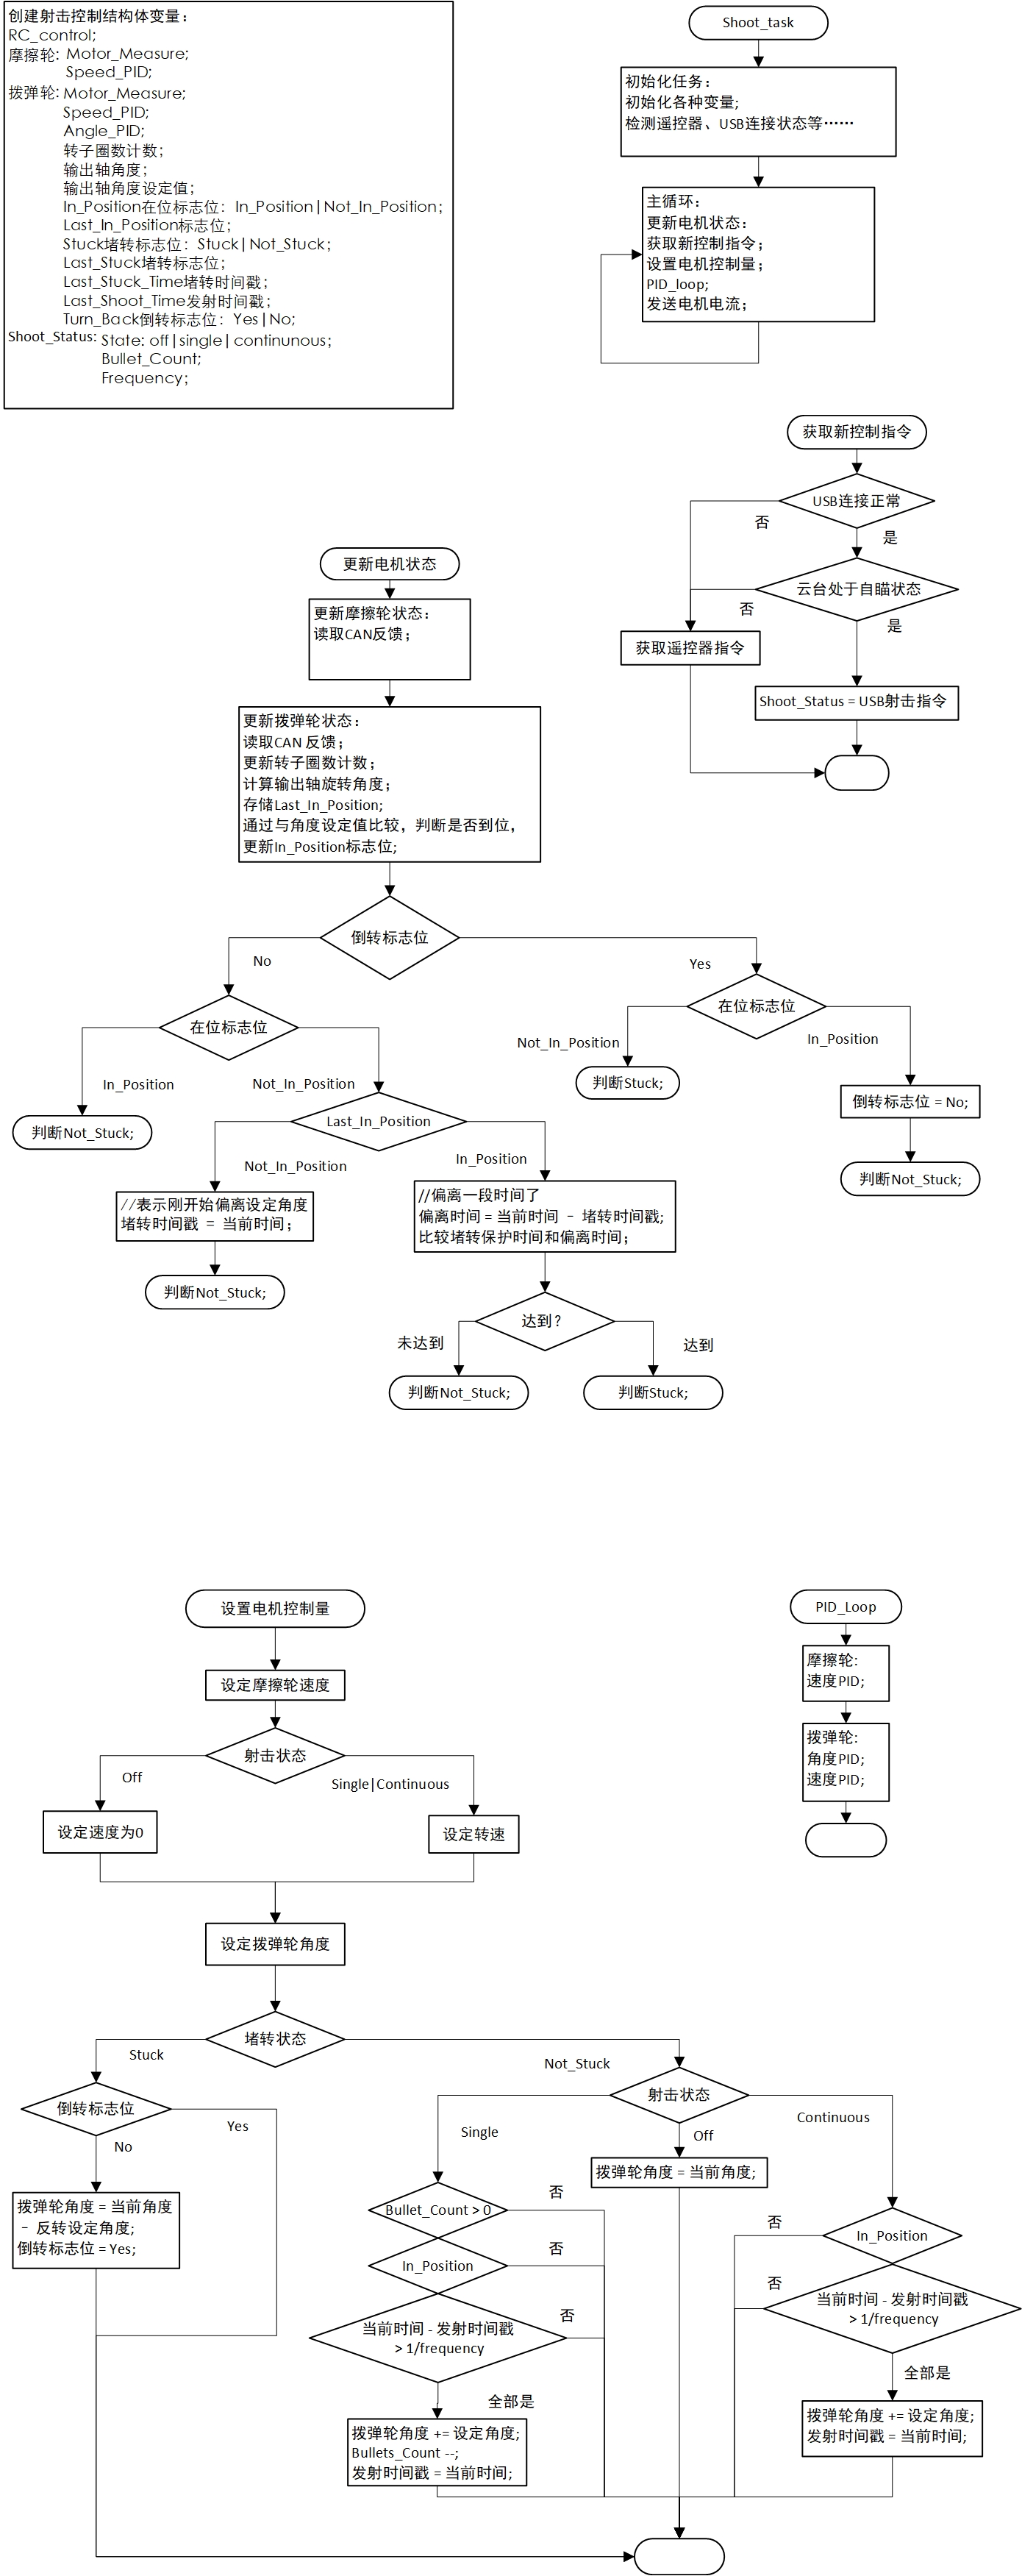 创建射击控制结构体变量：
RC_control;
摩擦轮: Motor_Measure;
Speed_PID;
拨弹轮: Motor_Measure;
Speed_PID;
Angle_PID;
转子圈数计数；
输出轴角度；
输出轴角度设定值；
In_Position在位标志位：In_Position|Not_In_Position；
Last_In_Position标志位；
Stuck堵转标志位：Stuck|Not_Stuck；
Last_Stuck堵转标志位；
Last_Stuck_Time堵转时间戳；
Last_Shoot_Time发射时间戳；
Turn_Back倒转标志位：Yes|No;
Shoot_Status: State: off|single|continunous；
Bullet_Count;
Frequency；
Shoot_task
初始化任务：
初始化各种变量；
检测遥控器、USB连接状态等······
主循环：
更新电机状态：
获取新控制指令；
设置电机控制量；
PID_loop;
发送电机电流；
获取新控制指令
USB连接正常
否
是
云台处于自瞄状态
否
是
获取遥控器指令
Shoot_Status = USB射击指令
更新电机状态
更新摩擦轮状态：
读取CAN反馈；
更新拨弹轮状态：
读取CAN 反馈；
更新转子圈数计数；
计算输出轴旋转角度；
存储Last_In_Position;
通过与角度设定值比较，判断是否到位，
更新In_Position标志位;
倒转标志位
No
Yes
在位标志位
In_Position
Not_In_Position
判断Not_Stuck;
Last_In_Position
Not_In_Position
In_Position
//表示刚开始偏离设定角度
堵转时间戳 = 当前时间；
判断Not_Stuck;
//偏离一段时间了
偏离时间 = 当前时间 – 堵转时间戳;
比较堵转保护时间和偏离时间；
达到？
未达到
达到
判断Not_Stuck;
判断Stuck;
在位标志位
Not_In_Position
In_Position
判断Stuck;
倒转标志位 = No;
判断Not_Stuck;
设置电机控制量
设定摩擦轮速度
射击状态
Off
Single|Continuous
设定速度为0
设定转速
设定拨弹轮角度
堵转状态
Stuck
Not_Stuck
倒转标志位
Yes
No
拨弹轮角度 = 当前角度
– 反转设定角度;
倒转标志位 = Yes;
射击状态
Single
Off
Continuous
拨弹轮角度 = 当前角度;
Bullet_Count > 0
否
In_Position
否
当前时间 - 发射时间戳
> 1/frequency
否
全部是
拨弹轮角度 += 设定角度;
Bullets_Count --;
发射时间戳 = 当前时间;
In_Position
否
当前时间 - 发射时间戳
> 1/frequency
否
全部是
拨弹轮角度 += 设定角度;
发射时间戳 = 当前时间;
PID_Loop
摩擦轮:
速度PID;
拨弹轮:
角度PID;
速度PID;